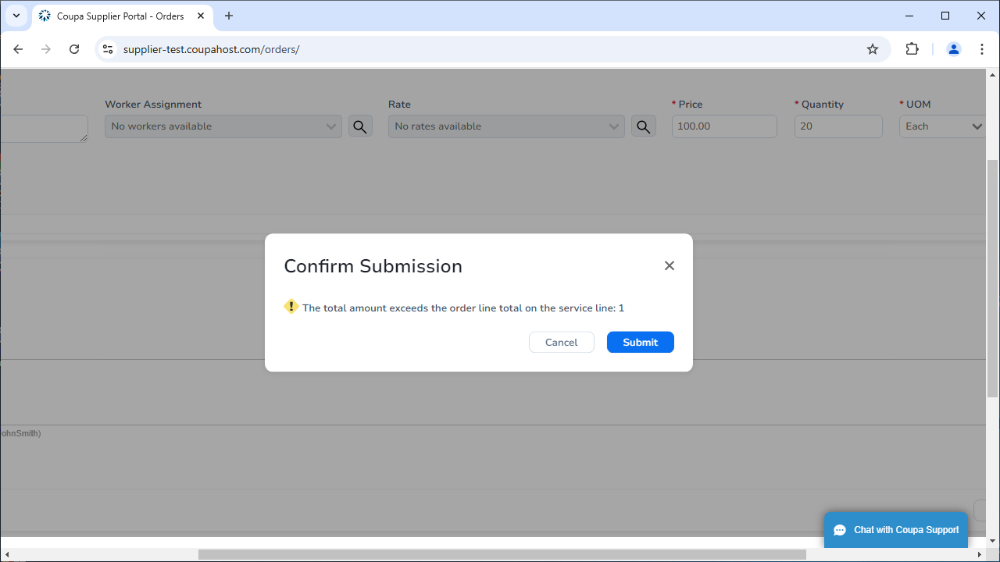 Coupa Supplier Portal - Orders
supplier-test.coupahost.com/orders/
Worker Assignment
Rate
* Price
* Quantity
* UOM
No workers available
No rates available
100.00
20
Each
Confirm Submission
The total amount exceeds the order line total on the service line: 1
Cancel
Submit
ohnSmith)
Chat with Coupa Support